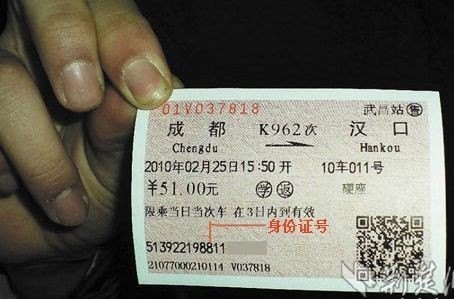 01V037818 武昌站售
成都 K962次 汉口
Chengdu Hankou
2010年02月25日15:50开 10车011号
¥51.00元 学 返 硬座
限乘当日当次车 在3日内到有效
身份证号
513922198811
21077000210114 V037818